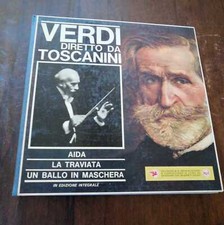 VERDI
DIRETTO DA
TOSCANINI
AIDA
LA TRAVIATA
UN BALLO IN MASCHERA
IN EDIZIONE INTEGRALE